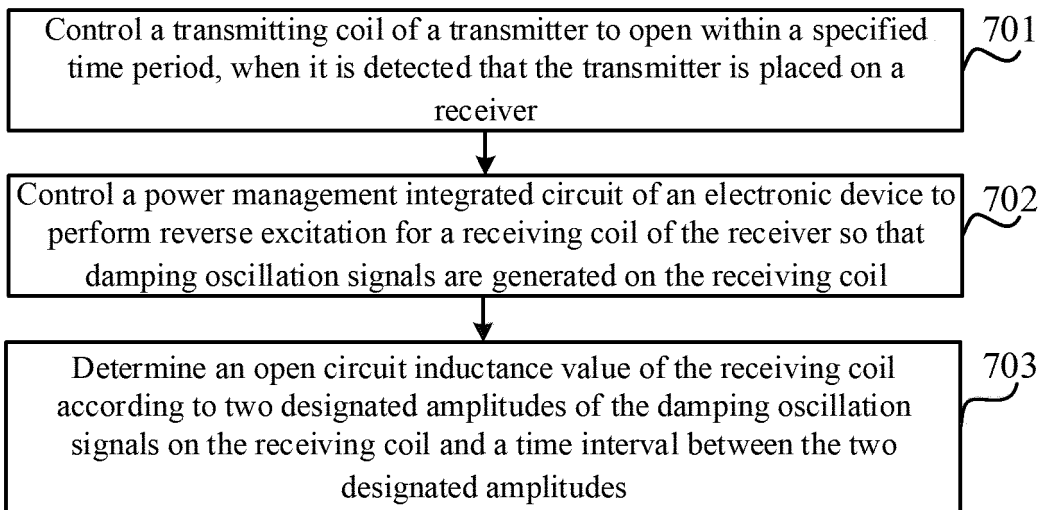 Control a transmitting coil of a transmitter to open within a specified
time period, when it is detected that the transmitter is placed on a
receiver
701
Control a power management integrated circuit of an electronic device to
perform reverse excitation for a receiving coil of the receiver so that
damping oscillation signals are generated on the receiving coil
702
Determine an open circuit inductance value of the receiving coil
according to two designated amplitudes of the damping oscillation
signals on the receiving coil and a time interval between the two
designated amplitudes
703